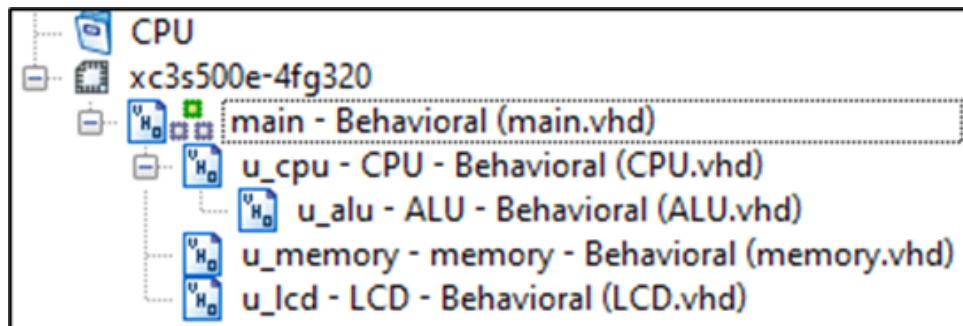 CPU
xc3s500e-4fg320
main - Behavioral (main.vhd)
u_cpu - CPU - Behavioral (CPU.vhd)
u_alu - ALU - Behavioral (ALU.vhd)
u_memory - memory - Behavioral (memory.vhd)
u_lcd - LCD - Behavioral (LCD.vhd)